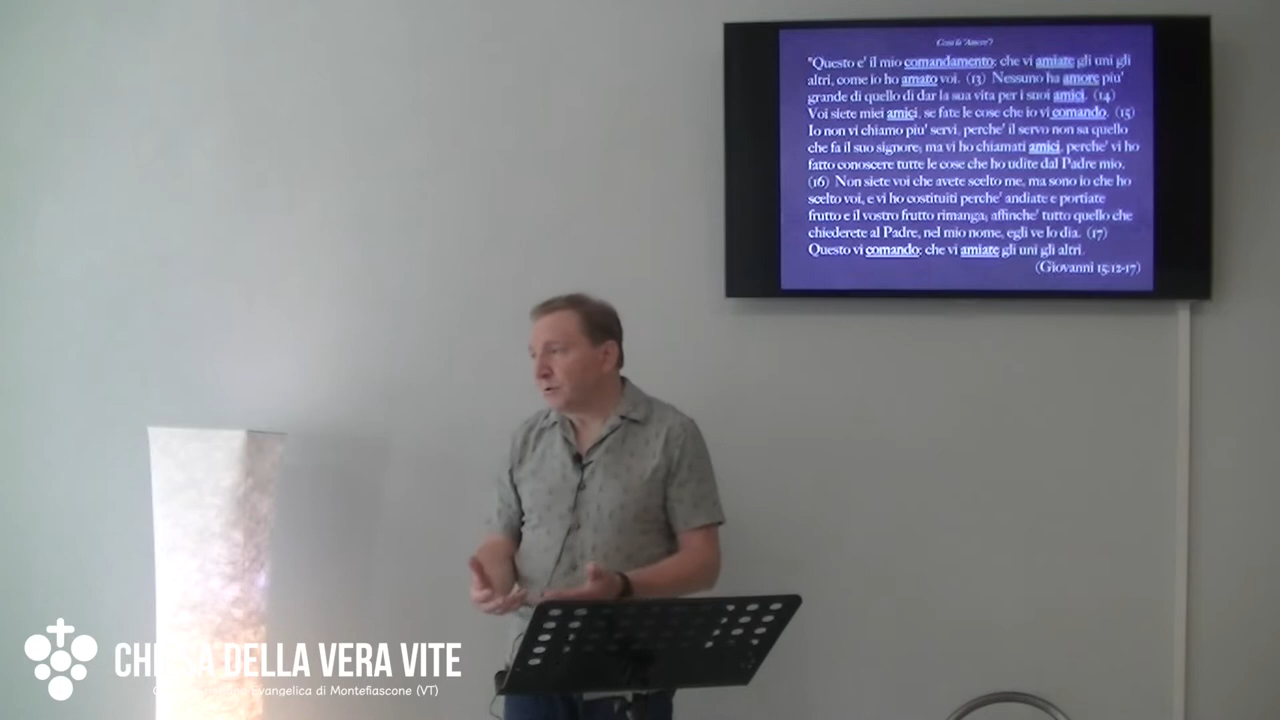 Cos'è "Amore"?
"Questo e' il mio comandamento: che vi amiate gli uni gli
altri, come io ho amato voi. (13) Nessuno ha amore piu'
grande di quello di dar la sua vita per i suoi amici. (14)
Voi siete miei amici, se fate le cose che io vi comando. (15)
Io non vi chiamo piu' servi, perche' il servo non sa quello
che fa il suo signore; ma vi ho chiamati amici, perche' vi ho
fatto conoscere tutte le cose che ho udite dal Padre mio.
(16) Non siete voi che avete scelto me, ma sono io che ho
scelto voi, e vi ho costituiti perche' andiate e portiate
frutto e il vostro frutto rimanga; affinche' tutto quello che
chiederete al Padre, nel mio nome, egli ve lo dia. (17)
Questo vi comando: che vi amiate gli uni gli altri.
(Giovanni 15:12-17)
CHIESA DELLA VERA VITE
Evangelica di Montefiascone (VT)